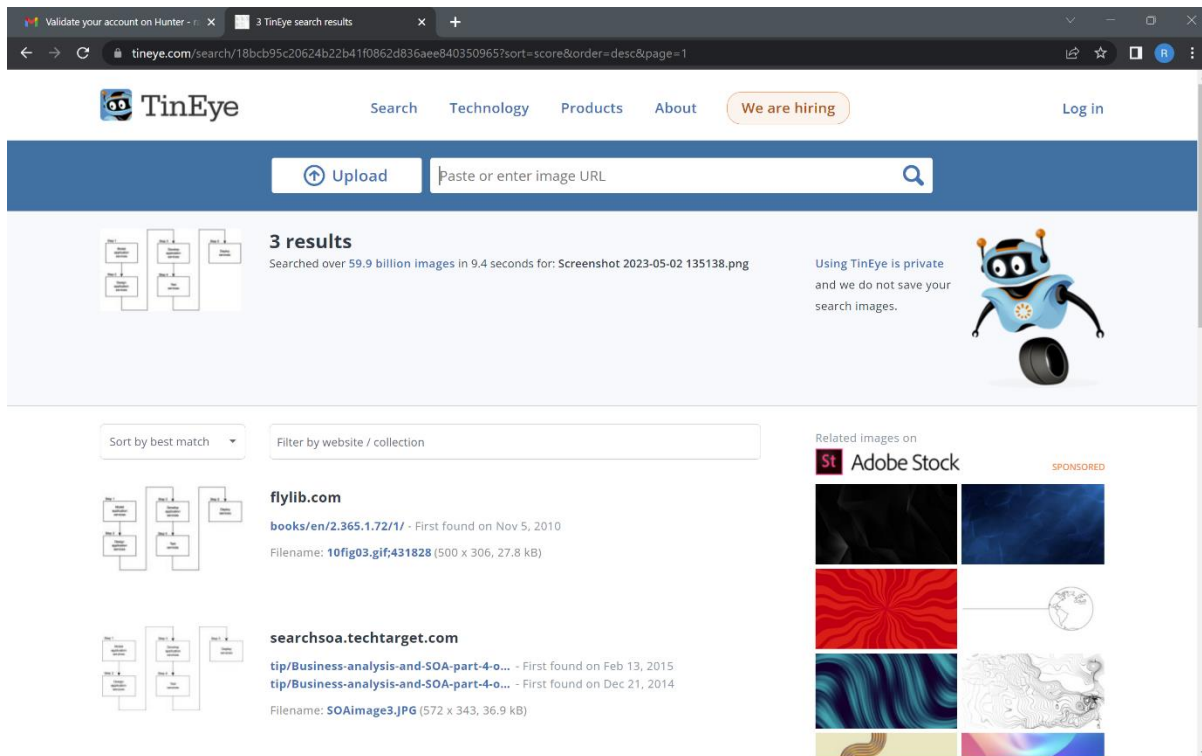 Validate your account on Hunter - r
3 TinEye search results
tineye.com/search/18bcb95c20624b22b41f0862d836aee840350965?sort=score&order=desc&page=1
R
TinEye
Search Technology Products About We are hiring
Log in
Upload
Paste or enter image URL
3 results
Searched over 59.9 billion images in 9.4 seconds for: Screenshot 2023-05-02 135138.png
Using TinEye is private
and we do not save your
search images.
Sort by best match
Filter by website / collection
flylib.com
books/en/2.365.1.72/1/ - First found on Nov 5, 2010
Filename: 10fig03.gif;431828 (500 x 306, 27.8 kB)
searchsoa.techtarget.com
tip/Business-analysis-and-SOA-part-4-o... - First found on Feb 13, 2015
tip/Business-analysis-and-SOA-part-4-o... - First found on Dec 21, 2014
Filename: SOAimage3.JPG (572 x 343, 36.9 kB)
Related images on
St Adobe Stock
SPONSORED